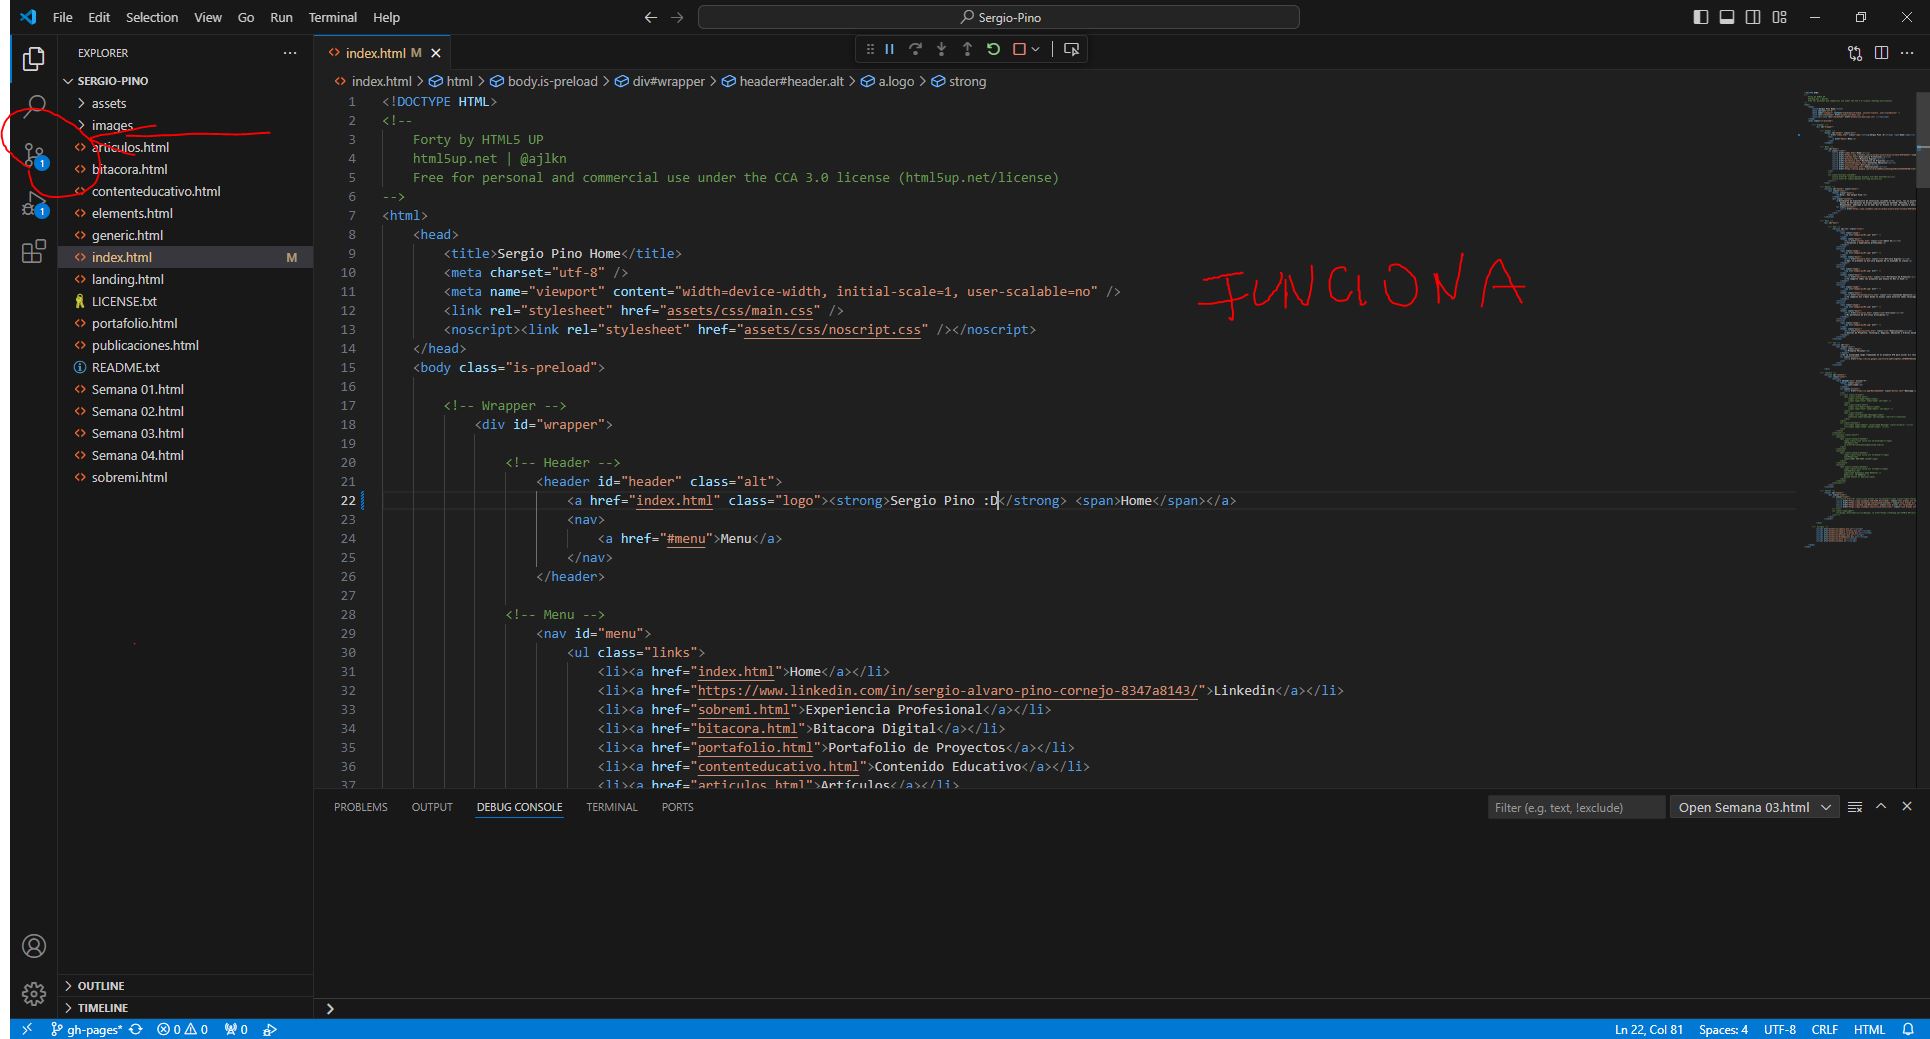 File Edit Selection View Go Run Terminal Help
Sergio-Pino
EXPLORER
SERGIO-PINO
assets
images
articulos.html
bitacora.html
contenteducativo.html
elements.html
generic.html
index.html M
landing.html
LICENSE.txt
portafolio.html
publicaciones.html
README.txt
Semana 01.html
Semana 02.html
Semana 03.html
Semana 04.html
sobremi.html
OUTLINE
TIMELINE
1
1
index.html M
index.html > html > body.is-preload > div#wrapper > header#header.alt > a.logo > strong
1 <!DOCTYPE HTML>
2 <!--
3 Forty by HTML5 UP
4 html5up.net | @ajlkn
5 Free for personal and commercial use under the CCA 3.0 license (html5up.net/license)
6 -->
7 <html>
8 <head>
9 <title>Sergio Pino Home</title>
10 <meta charset="utf-8" />
11 <meta name="viewport" content="width=device-width, initial-scale=1, user-scalable=no" />
12 <link rel="stylesheet" href="assets/css/main.css" />
13 <noscript><link rel="stylesheet" href="assets/css/noscript.css" /></noscript>
14 </head>
15 <body class="is-preload">
16
17 <!-- Wrapper -->
18 <div id="wrapper">
19
20 <!-- Header -->
21 <header id="header" class="alt">
22 <a href="index.html" class="logo"><strong>Sergio Pino :D</strong> <span>Home</span></a>
23 <nav>
24 <a href="#menu">Menu</a>
25 </nav>
26 </header>
27
28 <!-- Menu -->
29 <nav id="menu">
30 <ul class="links">
31 <li><a href="index.html">Home</a></li>
32 <li><a href="https://www.linkedin.com/in/sergio-alvaro-pino-cornejo-8347a8143/">Linkedin</a></li>
33 <li><a href="sobremi.html">Experiencia Profesional</a></li>
34 <li><a href="bitacora.html">Bitacora Digital</a></li>
35 <li><a href="portafolio.html">Portafolio de Proyectos</a></li>
36 <li><a href="contenteducativo.html">Contenido Educativo</a></li>
37 <li><a href="articulos.html">Artículos</a></li>
FUNCIONA
PROBLEMS OUTPUT DEBUG CONSOLE TERMINAL PORTS
Filter (e.g. text, !exclude)
Open Semana 03.html
gh-pages* 0 0 0
Ln 22, Col 81 Spaces: 4 UTF-8 CRLF HTML